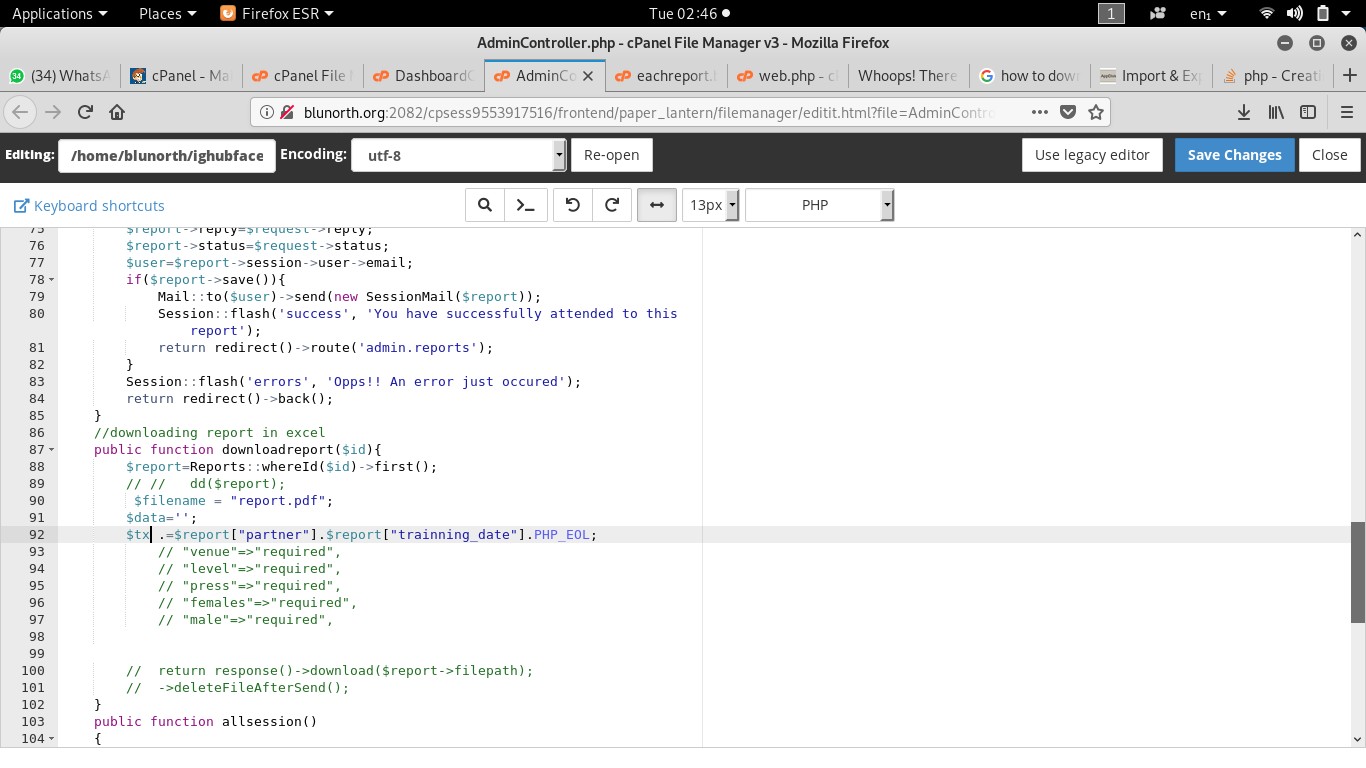 Applications Places Firefox ESR Tue 02:46 1 en₁
AdminController.php - cPanel File Manager v3 - Mozilla Firefox
34 (34) WhatsA cPanel - Ma cPanel File M DashboardC AdminCo eachreport.b web.php - c Whoops! There how to dow Import & Exp php - Creati
blunorth.org:2082/cpsess9553917516/frontend/paper_lantern/filemanager/editit.html?file=AdminContro
Editing: /home/blunorth/ighubface Encoding: utf-8 Re-open Use legacy editor Save Changes Close
Keyboard shortcuts 13px PHP
75 $report->reply=$request->reply;
76 $report->status=$request->status;
77 $user=$report->session->user->email;
78 if($report->save()){
79 Mail::to($user)->send(new SessionMail($report));
80 Session::flash('success', 'You have successfully attended to this
report');
81 return redirect()->route('admin.reports');
82 }
83 Session::flash('errors', 'Opps!! An error just occured');
84 return redirect()->back();
85 }
86 //downloading report in excel
87 public function downloadreport($id){
88 $report=Reports::whereId($id)->first();
89 // // dd($report);
90 $filename = "report.pdf";
91 $data='';
92 $tx .=$report["partner"].$report["trainning_date"].PHP_EOL;
93 // "venue"=>"required",
94 // "level"=>"required",
95 // "press"=>"required",
96 // "females"=>"required",
97 // "male"=>"required",
98
99
100 // return response()->download($report->filepath);
101 // ->deleteFileAfterSend();
102 }
103 public function allsession()
104 {